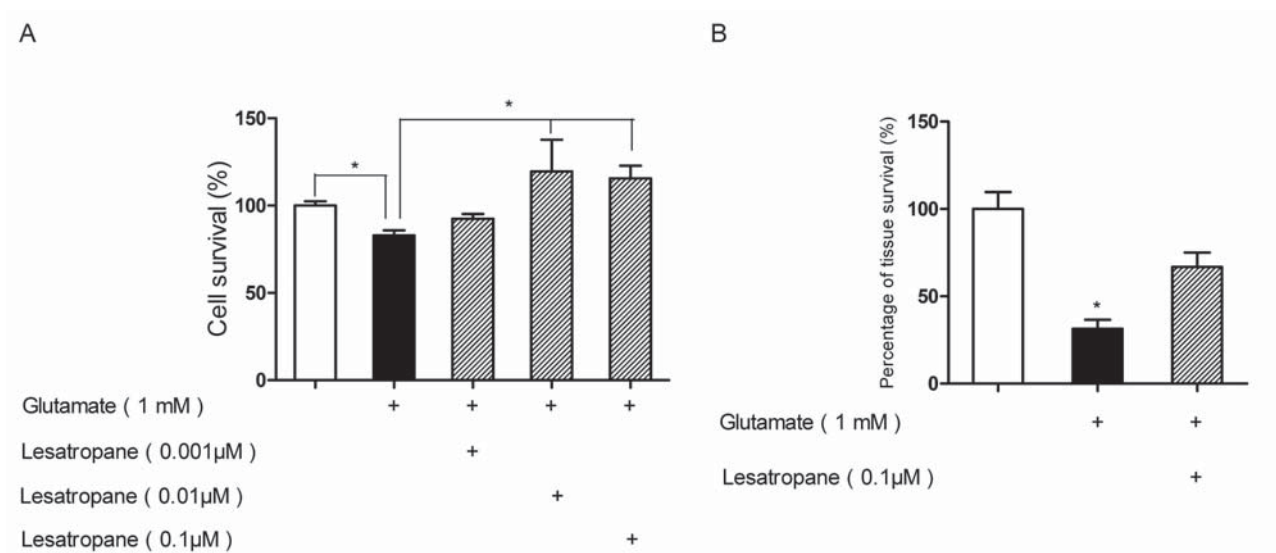 A
Cell survival (%)
150
100
50
0
*
*
Glutamate ( 1 mM ) + + + +
Lesatropane ( 0.001µM ) +
Lesatropane ( 0.01µM ) +
Lesatropane ( 0.1µM ) +
B
Percentage of tissue survival (%)
150
100
50
0
*
Glutamate ( 1 mM ) + +
Lesatropane ( 0.1µM ) +